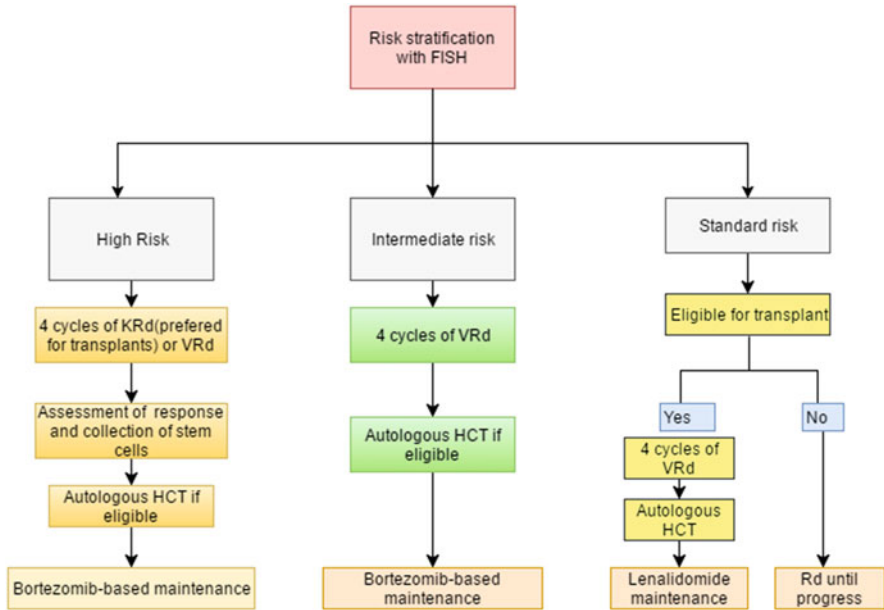 Risk stratification
with FISH
High Risk
Intermediate risk
Standard risk
4 cycles of KRd(prefered
for transplants) or VRd
4 cycles of VRd
Eligible for transplant
Assessment of response
and collection of stem
cells
Autologous HCT if
eligible
Yes
No
4 cycles of
VRd
Autologous HCT if
eligible
Autologous
HCT
Bortezomib-based maintenance
Bortezomib-based
maintenance
Lenalidomide
maintenance
Rd until
progress